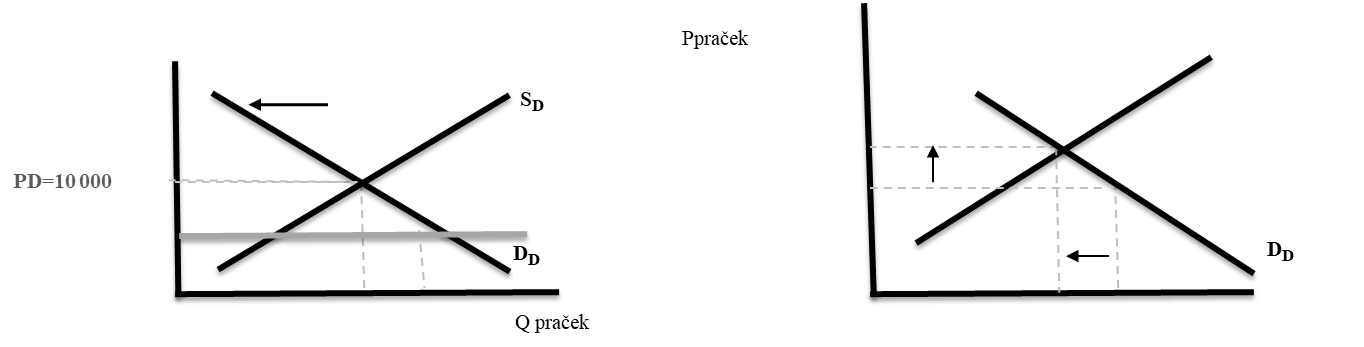 Ppraček
S_D
PD=10 000
D_D
D_D
Q praček